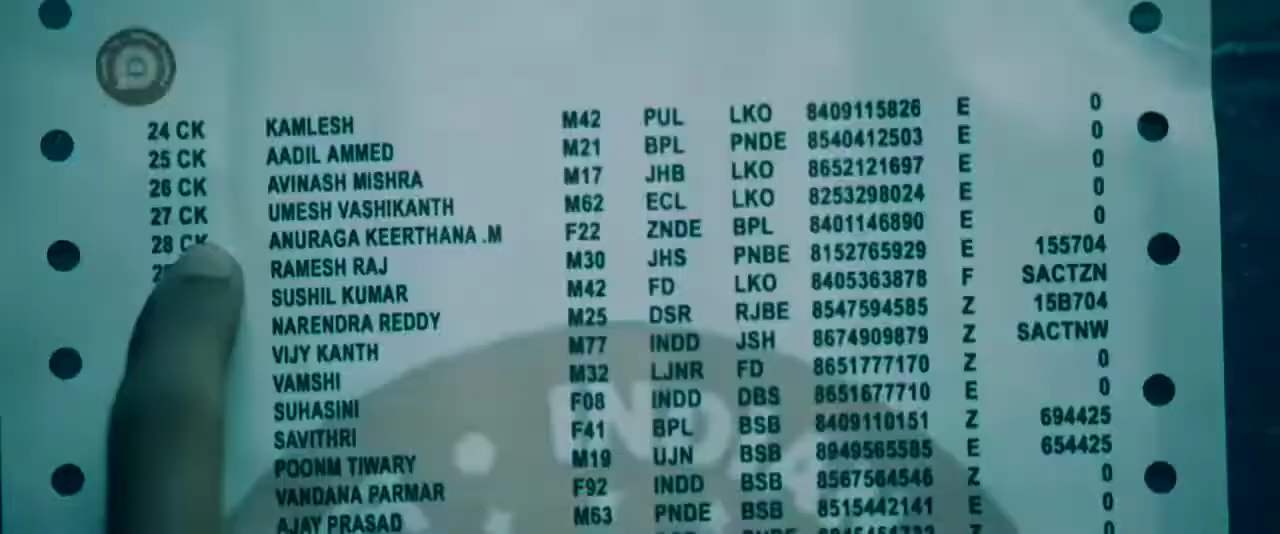 24 CK KAMLESH M42 PUL LKO 8409115826 E 0
25 CK AADIL AMMED M21 BPL PNDE 8540412503 E 0
26 CK AVINASH MISHRA M17 JHB LKO 8652121697 E 0
27 CK UMESH VASHIKANTH M62 ECL LKO 8253298024 E 0
28 CK ANURAGA KEERTHANA .M F22 ZNDE BPL 8401146890 E 0
RAMESH RAJ M30 JHS PNBE 8152765929 E 155704
SUSHIL KUMAR M42 FD LKO 8405363878 F SACTZN
NARENDRA REDDY M25 DSR RJBE 8547594585 Z 15B704
VIJY KANTH M77 INDD JSH 8674909879 Z SACTNW
VAMSHI M32 LJNR FD 8651777170 Z 0
SUHASINI F08 INDD DBS 8651677710 E 0
SAVITHRI F41 BPL BSB 8409110151 Z 694425
POONM TIWARY M19 UJN BSB 8949565585 E 654425
VANDANA PARMAR F92 INDD BSB 8567564546 Z 0
AJAY PRASAD M63 PNDE BSB 8515442141 E 0